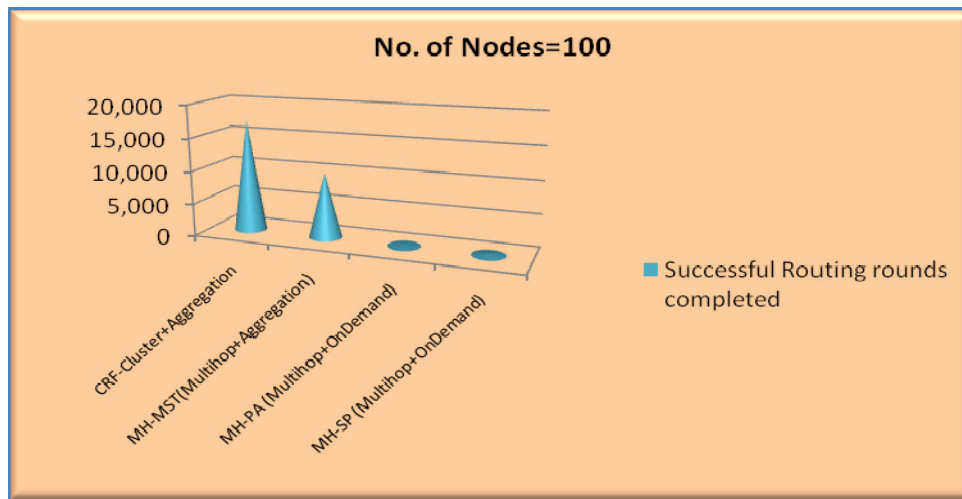 No. of Nodes=100
20,000
15,000
10,000
5,000
0
CRF-Cluster+Aggregation
MH-MST(Multihop+Aggregation)
MH-PA (Multihop+OnDemand)
MH-SP (Multihop+OnDemand)
Successful Routing rounds
completed